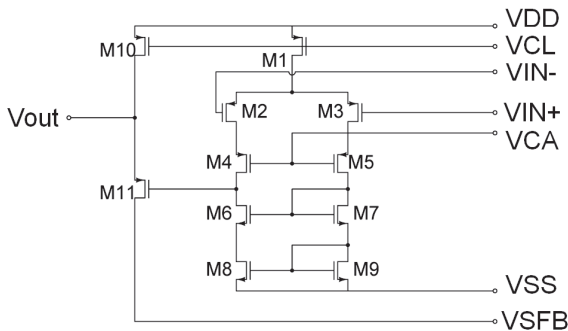 VDD
M10
M1
VCL
VIN-
M2
M3
VIN+
Vout
VCA
M4
M5
M11
M6
M7
M8
M9
VSS
VSFB